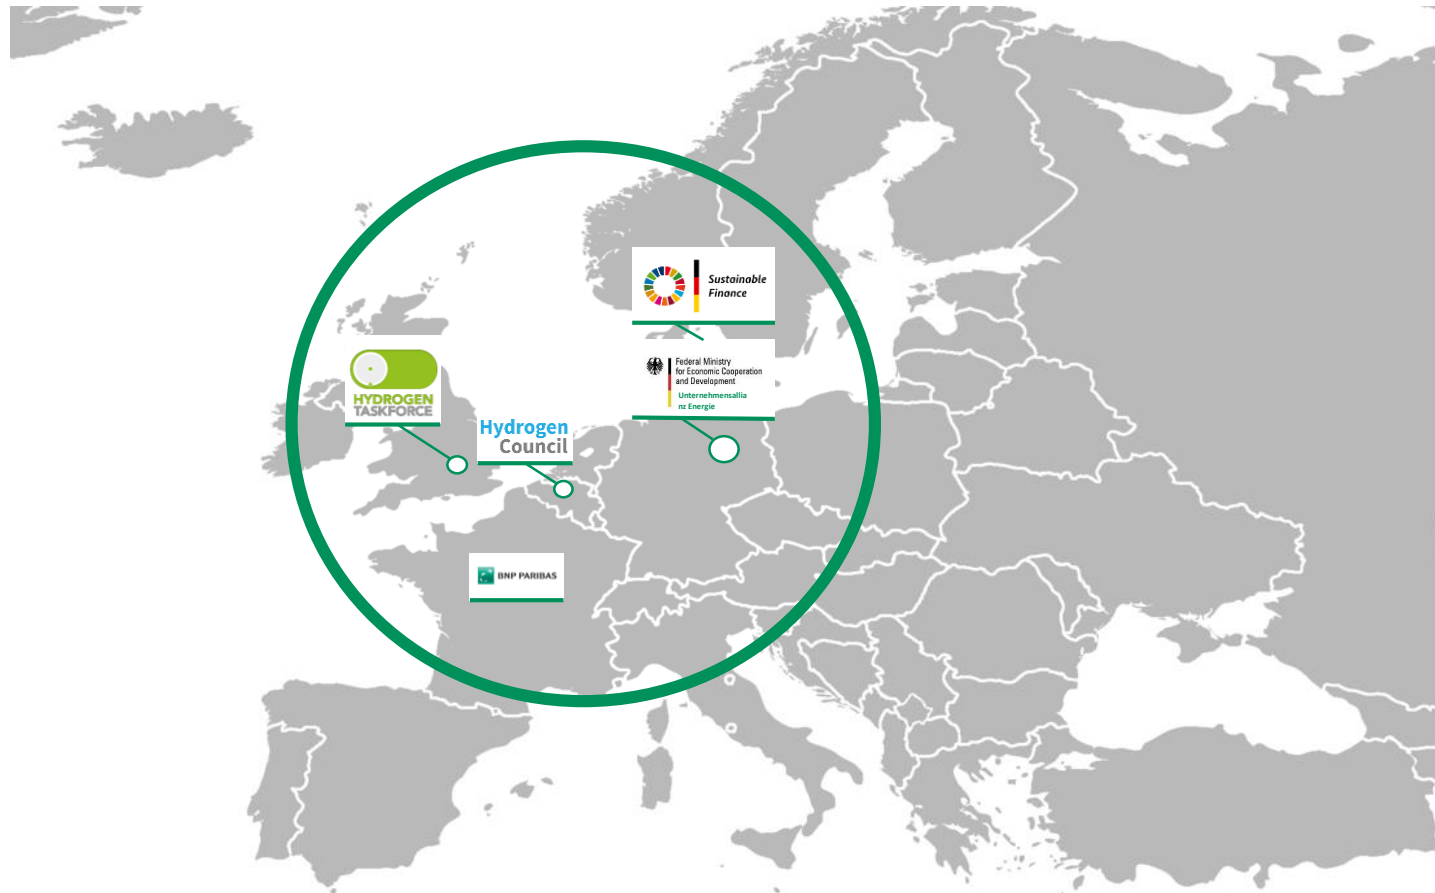 Sustainable
Finance
Federal Ministry
for Economic Cooperation
and Development
Unternehmensallia
nz Energie
HYDROGEN
TASKFORCE
Hydrogen
Council
BNP PARIBAS